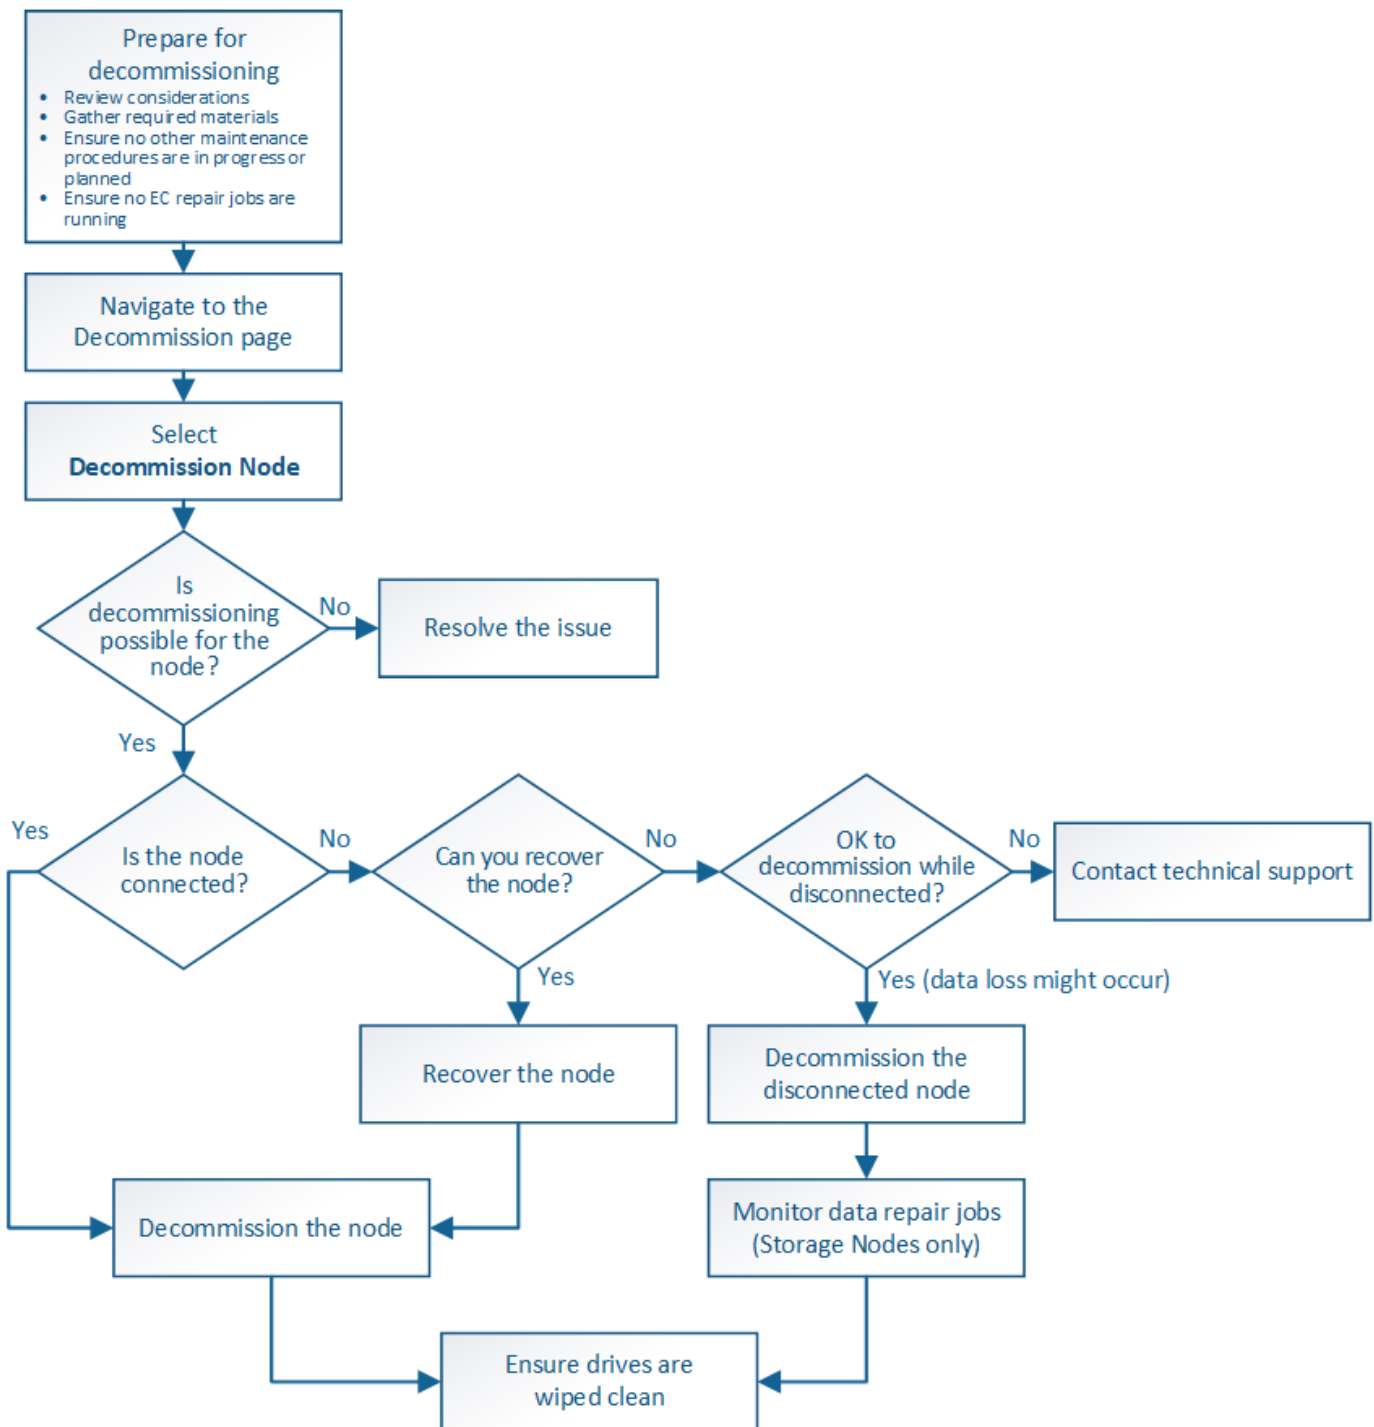 Prepare for
decommissioning
• Review considerations
• Gather required materials
• Ensure no other maintenance
procedures are in progress or
planned
• Ensure no EC repair jobs are
running
Navigate to the
Decommission page
Select
Decommission Node
Is
decommissioning
possible for the
node?
No
Resolve the issue
Yes
Yes
Is the node
connected?
No
Can you recover
the node?
No
OK to
decommission while
disconnected?
No
Contact technical support
Yes
Yes (data loss might occur)
Recover the node
Decommission the
disconnected node
Decommission the node
Monitor data repair jobs
(Storage Nodes only)
Ensure drives are
wiped clean